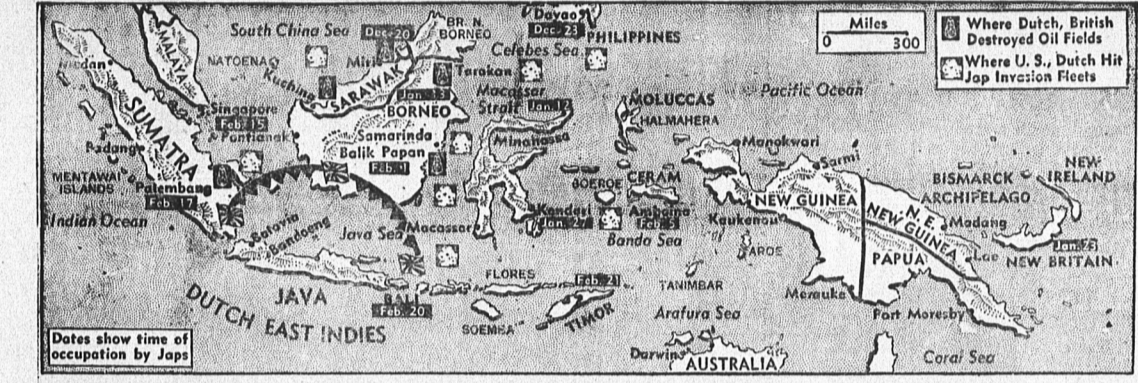 Miles
0 300
Where Dutch, British
Destroyed Oil Fields
Where U. S., Dutch Hit
Jap Invasion Fleets
South China Sea
Dec. 20
BR. N.
BORNEO
Davao
Dec. 23
PHILIPPINES
Celebes Sea
MALAYA
Medan
NATOENA
Miri
Kuching
SARAWAK
Tarakan
Jan. 13
Macassar
Strait
Jan. 12
MOLUCCAS
HALMAHERA
Pacific Ocean
SUMATRA
Singapore
Feb. 15
Pontianak
BORNEO
Samarinda
Balik Papan
Minahassa
Manokwari
Sarmi
Padang
MENTAWAI
ISLANDS
Palembang
Feb. 17
Indian Ocean
BOEROE
CERAM
Kendari
Jan. 27
Amboina
Feb. 5
Banda Sea
Kaukenau
NEW GUINEA
N. E.
NEW GUINEA
PAPUA
BISMARCK
ARCHIPELAGO
NEW
IRELAND
Madang
Lae
Jan. 23
NEW BRITAIN
Batavia
Bandoeng
Java Sea
Macassar
AROE
JAVA
BALI
Feb. 20
FLORES
Feb. 21
SOEMBA
TIMOR
TANIMBAR
Merauke
Port Moresby
DUTCH EAST INDIES
Arafura Sea
Darwin
AUSTRALIA
Coral Sea
Dates show time of
occupation by Japs